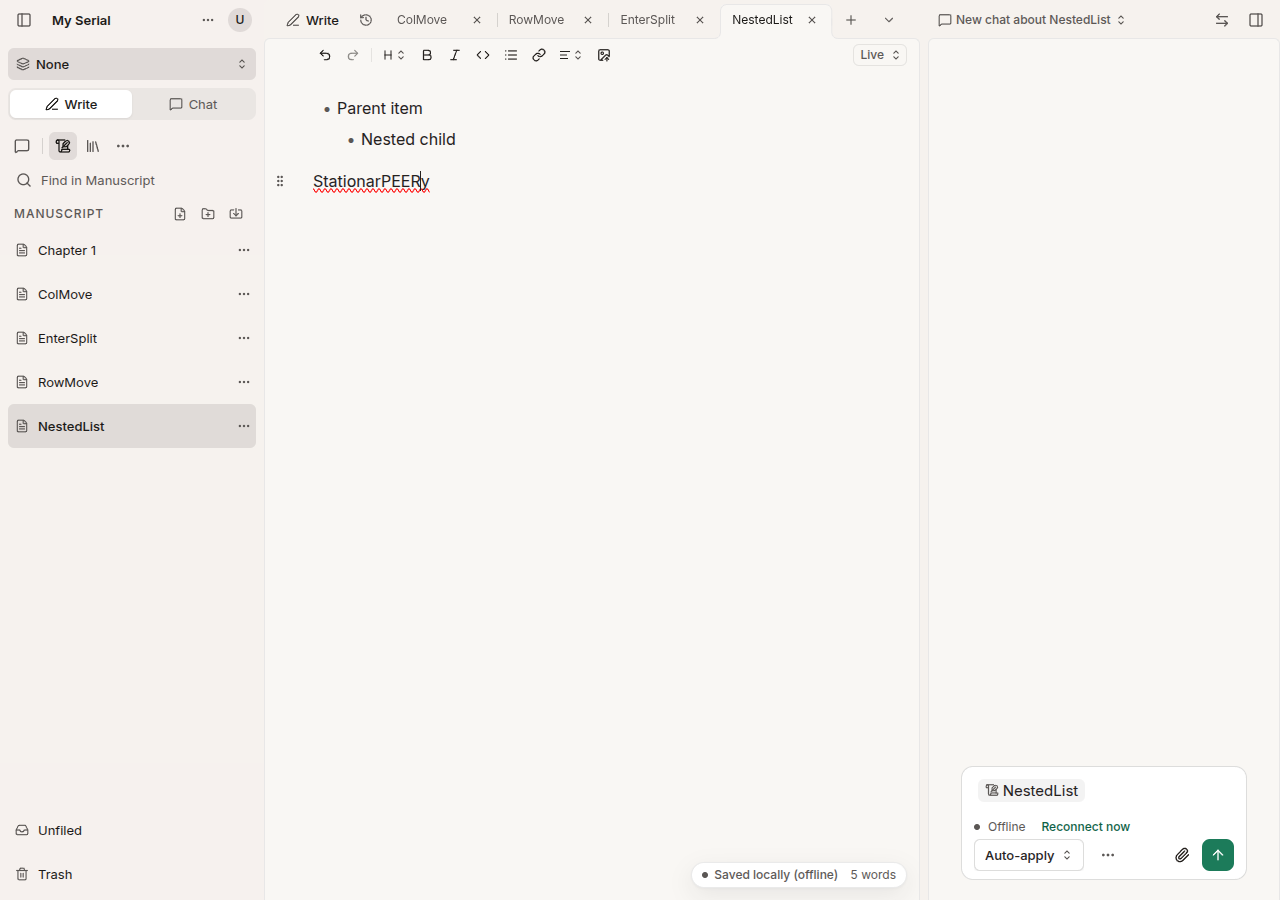 My Serial
U
None
Write
Chat
Find in Manuscript
MANUSCRIPT
Chapter 1
ColMove
EnterSplit
RowMove
NestedList
Unfiled
Trash
Write
ColMove
RowMove
EnterSplit
NestedList
H
B
I
Live
Parent item
Nested child
StationarPEERy
Saved locally (offline)
5 words
New chat about NestedList
NestedList
Offline
Reconnect now
Auto-apply